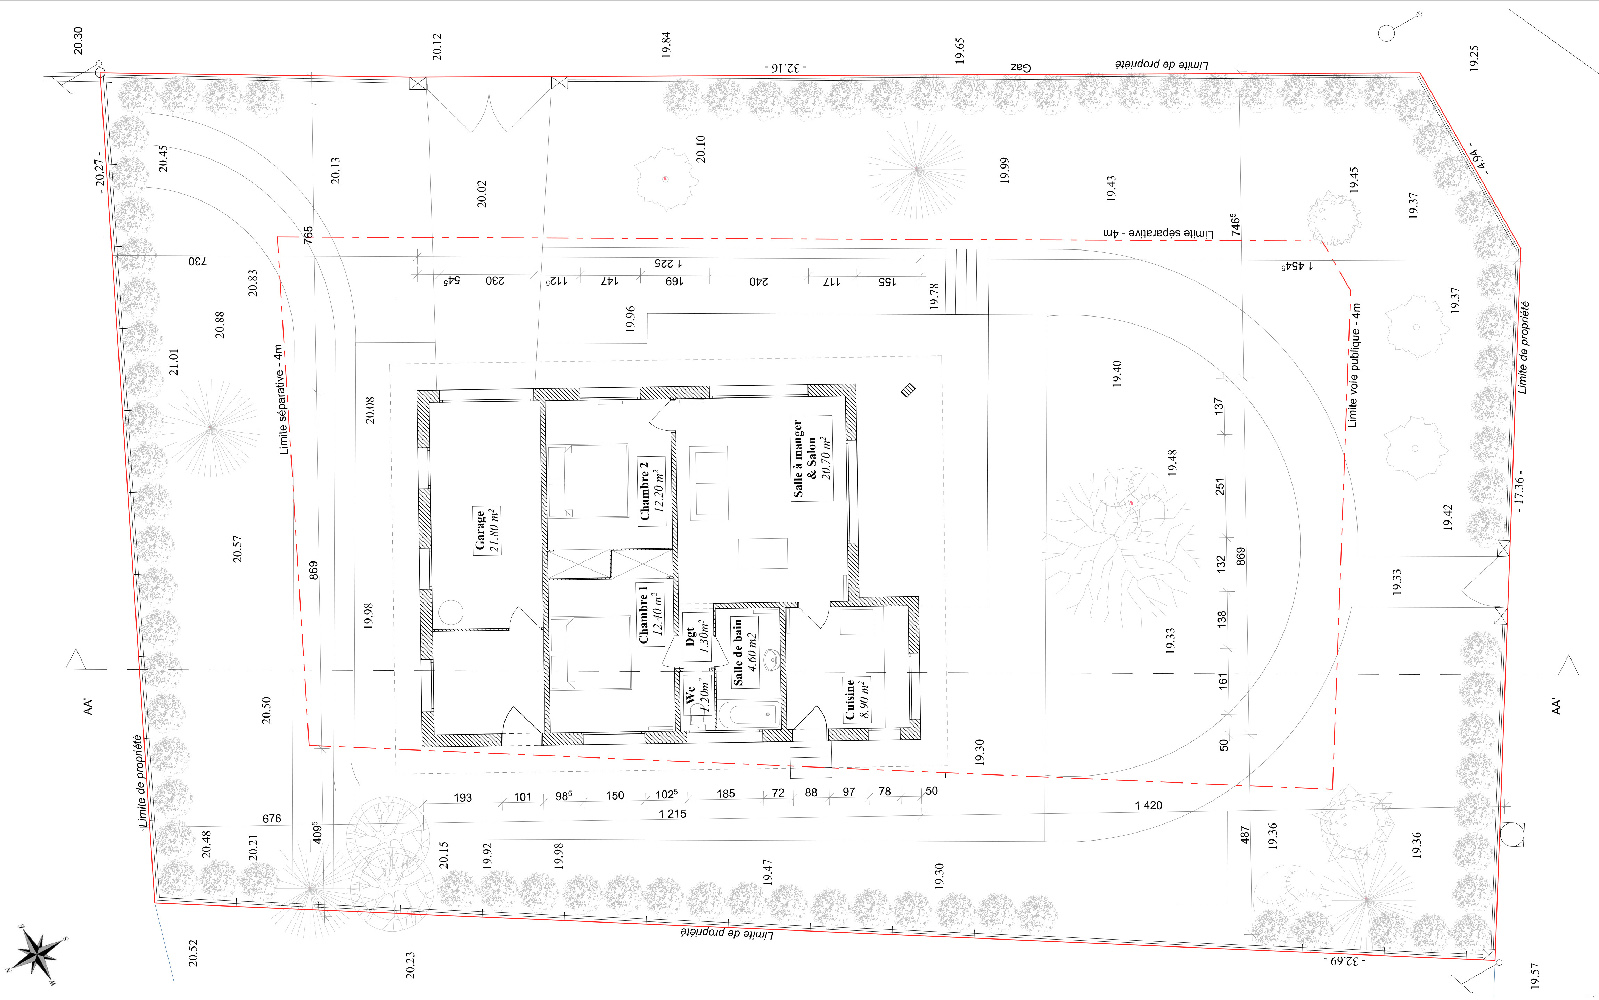 20.30
20.12
19.84
19.65
19.25
- 32.16 -
Gaz
Limite de propriété
- 20.27 -
20.45
20.13
20.02
20.10
19.99
19.43
19.45
19.37
- 4.94 -
765
Limite séparative - 4m
746⁵
730
1 225
1 454⁵
54⁵
230
112⁵
147
169
240
117
155
20.83
20.88
21.01
19.96
19.78
19.37
Limite séparative - 4m
Limite voie publique - 4m
Limite de propriété
20.08
19.40
137
19.48
251
- 17.36 -
19.42
Garage
21.80 m²
Chambre 2
12.20 m²
Salle à manger
& Salon
20.70 m²
20.57
869
132
869
19.33
19.98
138
19.33
Chambre 1
12.40 m²
Dgt
1.30m²
Salle de bain
4.60 m2
Wc
1.20m²
Cuisine
8.90 m²
161
AA'
AA'
20.50
50
19.30
Limite de propriété
193
101
98⁵
150
102⁵
185
72
88
97
78
50
1 215
1 420
676
409⁵
487
20.48
20.21
20.15
19.92
19.98
19.47
19.30
19.36
19.36
Limite de propriété
- 32.69 -
20.52
20.23
19.57